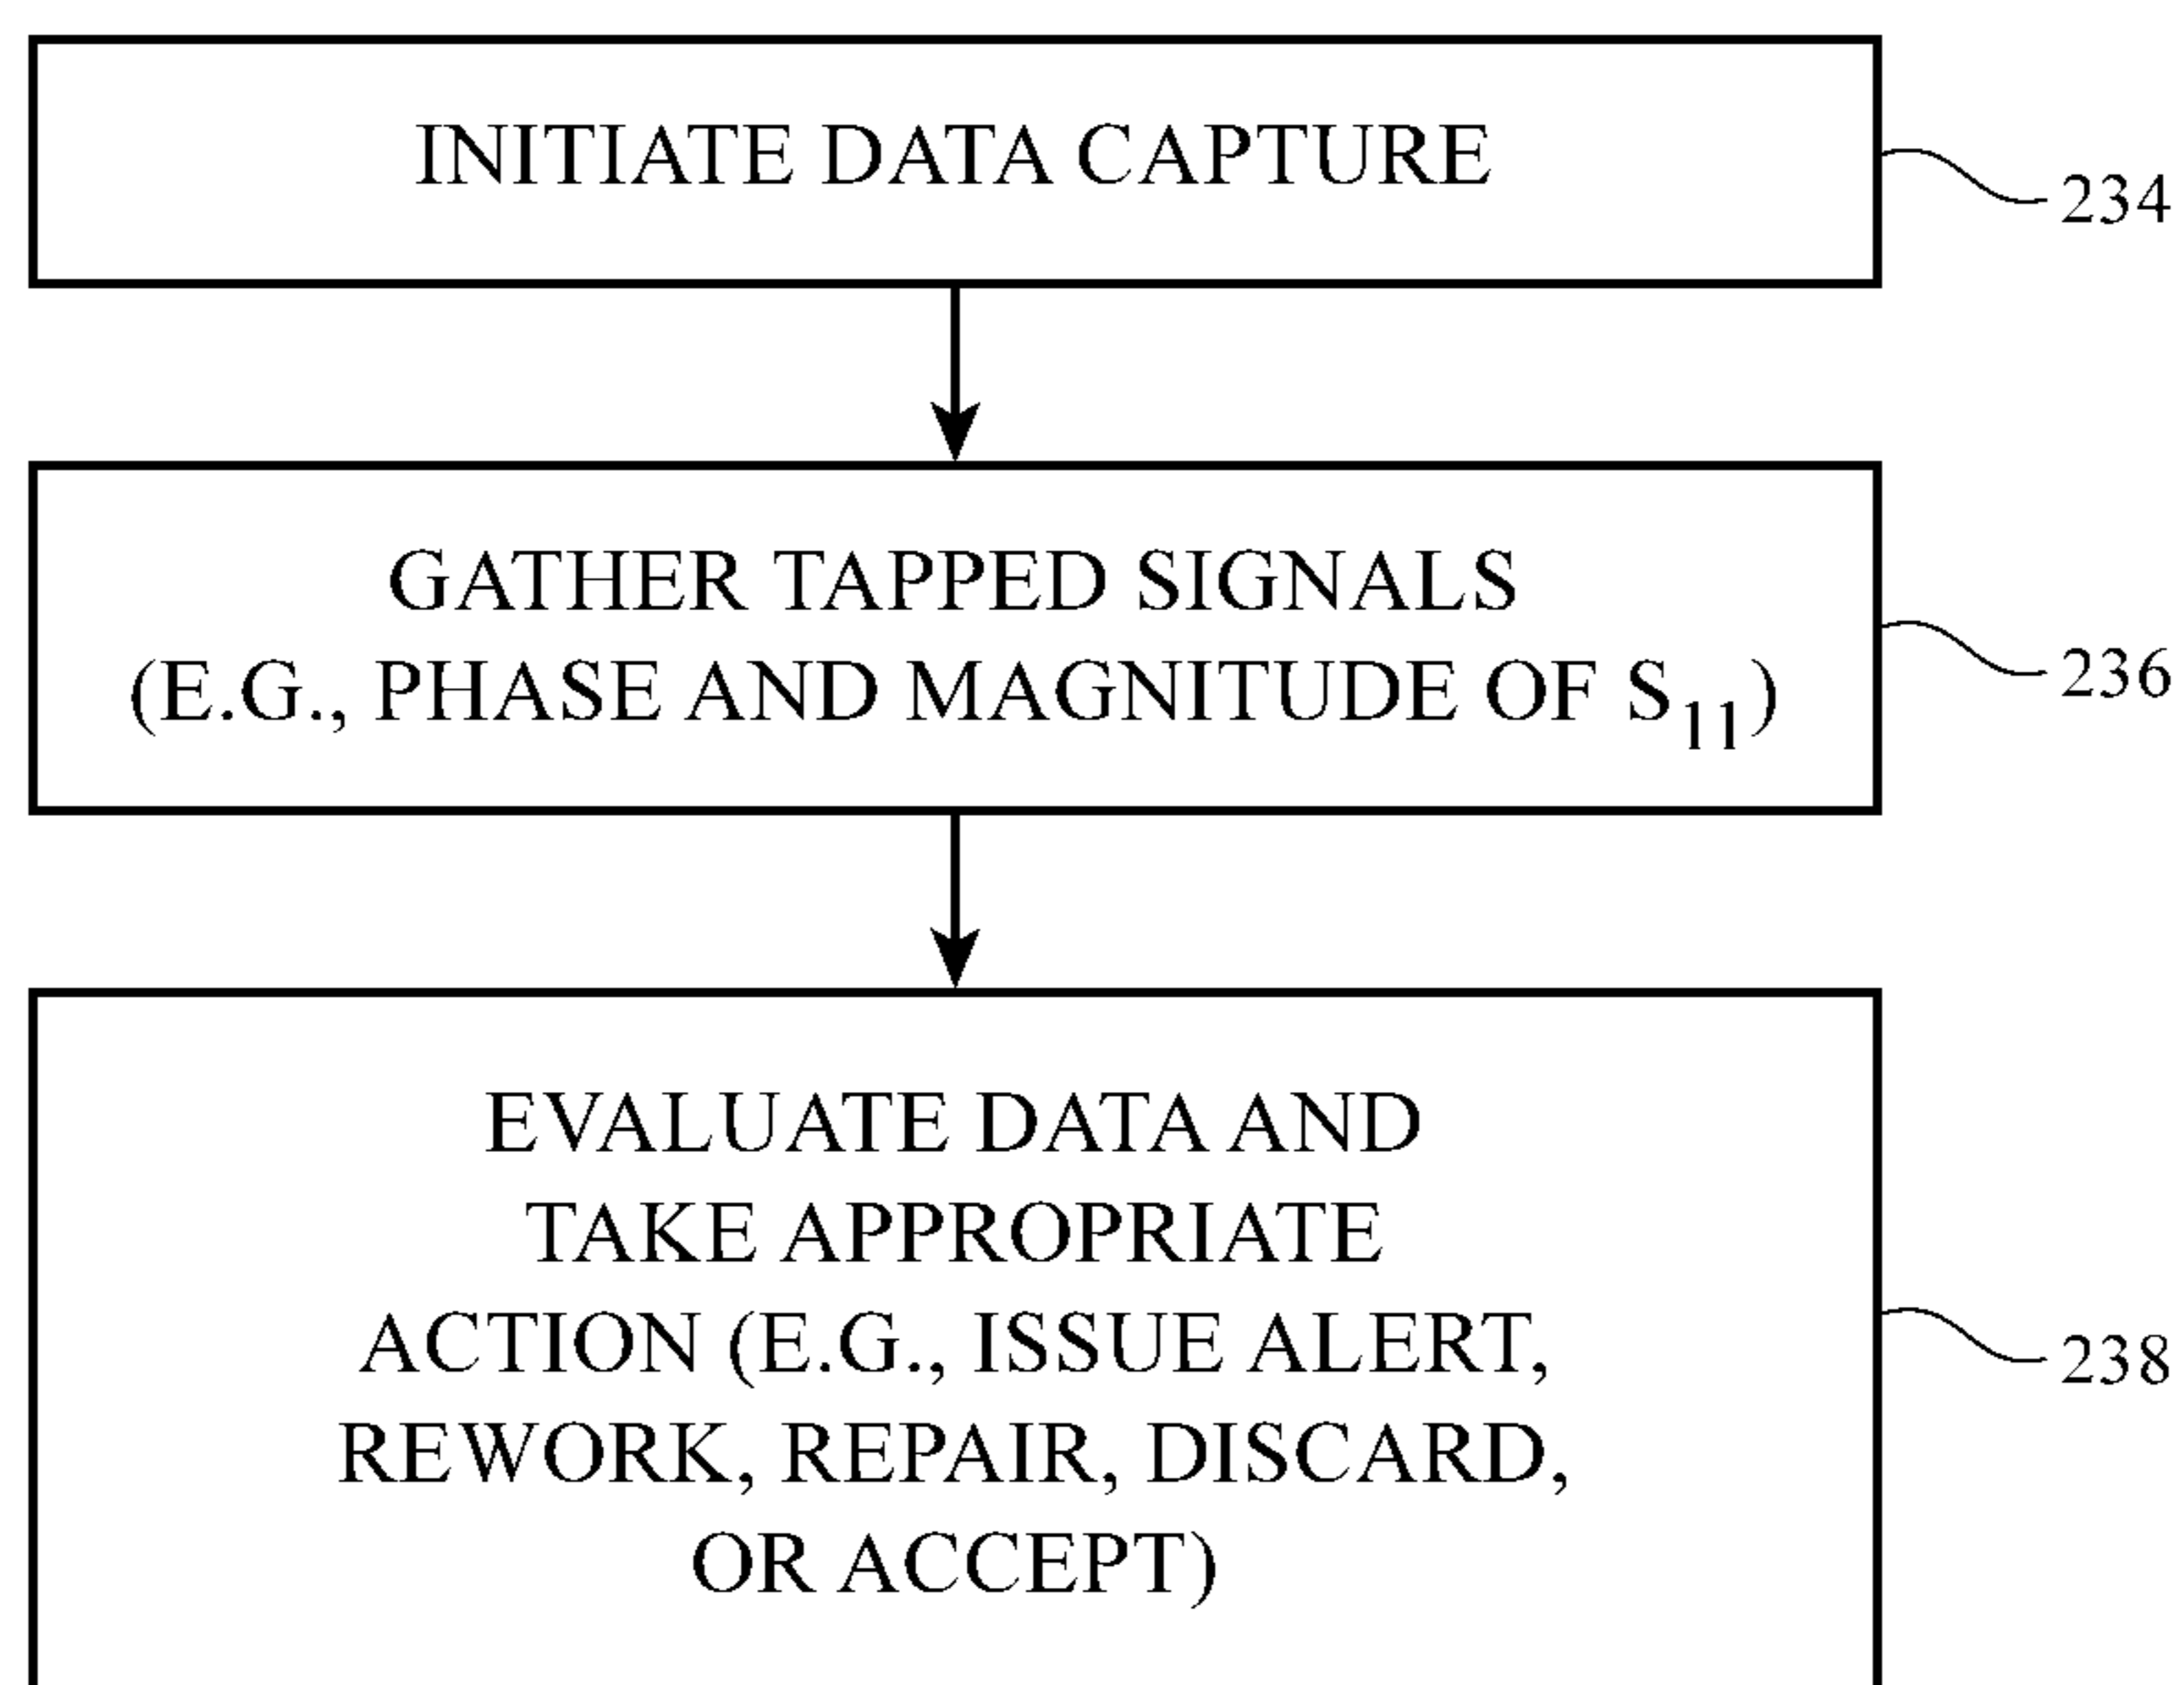 INITIATE DATA CAPTURE
234
GATHER TAPPED SIGNALS
(E.G., PHASE AND MAGNITUDE OF S11)
236
EVALUATE DATA AND
TAKE APPROPRIATE
ACTION (E.G., ISSUE ALERT,
REWORK, REPAIR, DISCARD,
OR ACCEPT)
238